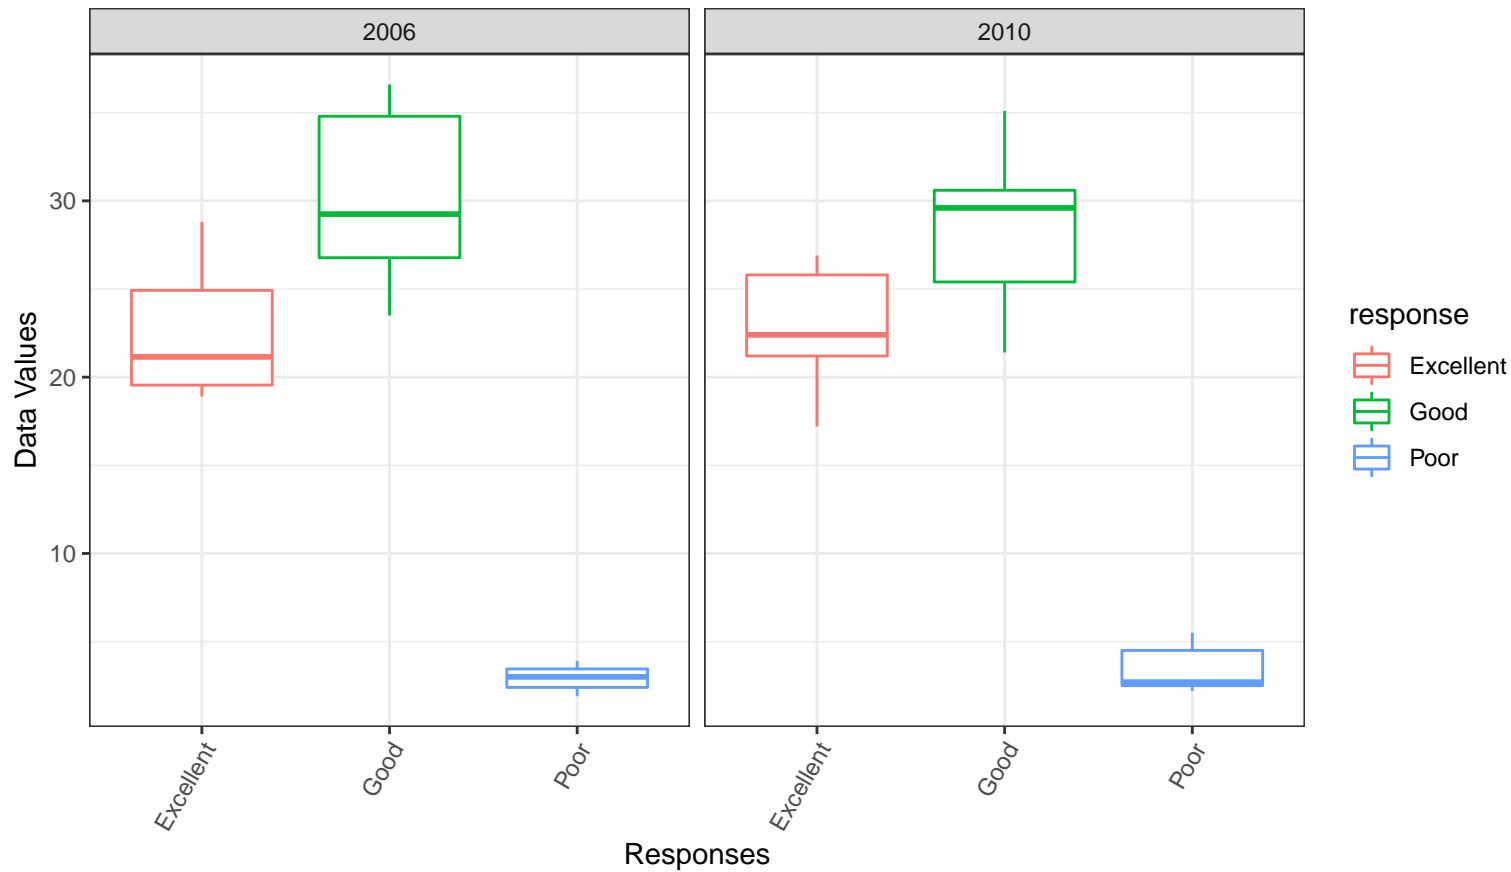 2006
2010
Data Values
30
20
10
Excellent
Good
Poor
Excellent
Good
Poor
Responses
response
Excellent
Good
Poor